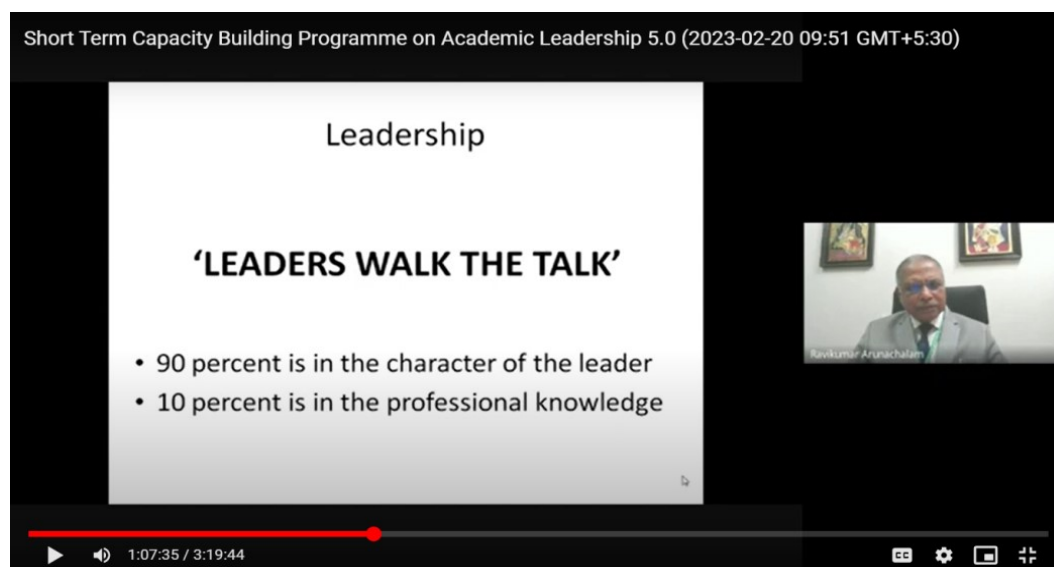 Short Term Capacity Building Programme on Academic Leadership 5.0 (2023-02-20 09:51 GMT+5:30)
Leadership
‘LEADERS WALK THE TALK’
• 90 percent is in the character of the leader
• 10 percent is in the professional knowledge
Ravikumar Arunachalam
1:07:35 / 3:19:44
CC